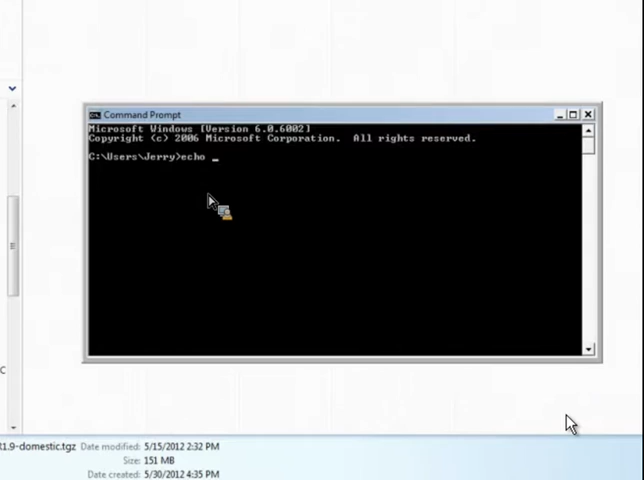 Command Prompt
Microsoft Windows [Version 6.0.6002]
Copyright (c) 2006 Microsoft Corporation.  All rights reserved.
C:\Users\Jerry>echo _
C
1.9-domestic.tgz Date modified: 5/15/2012 2:32 PM
Size: 151 MB
Date created: 5/30/2012 4:35 PM